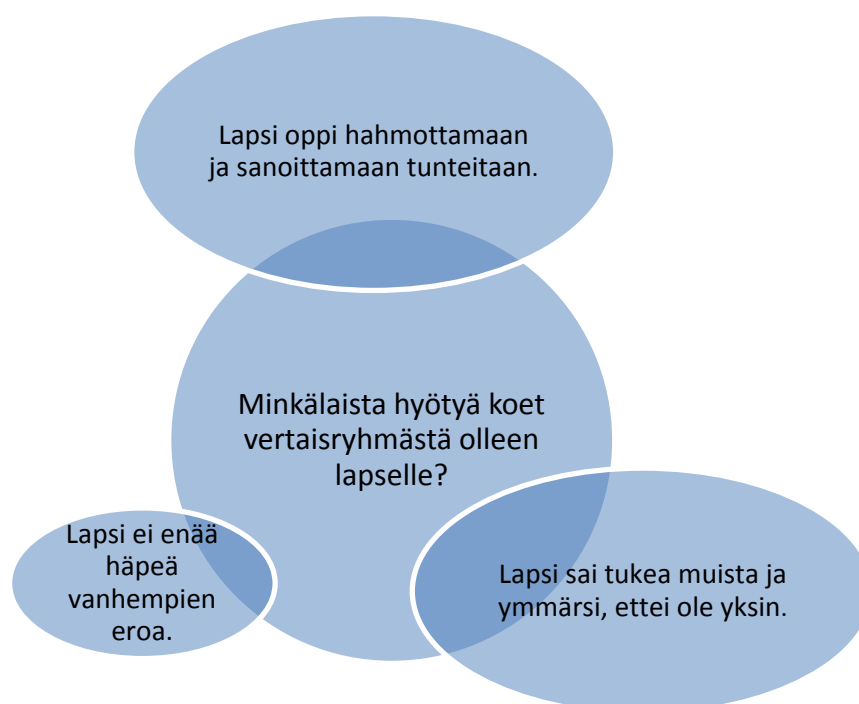 Lapsi oppi hahmottamaan
ja sanoittamaan tunteitaan.
Minkälaista hyötyä koet
vertaisryhmästä olleen
lapselle?
Lapsi ei enää
häpeä
vanhempien
eroa.
Lapsi sai tukea muista ja
ymmärsi, ettei ole yksin.